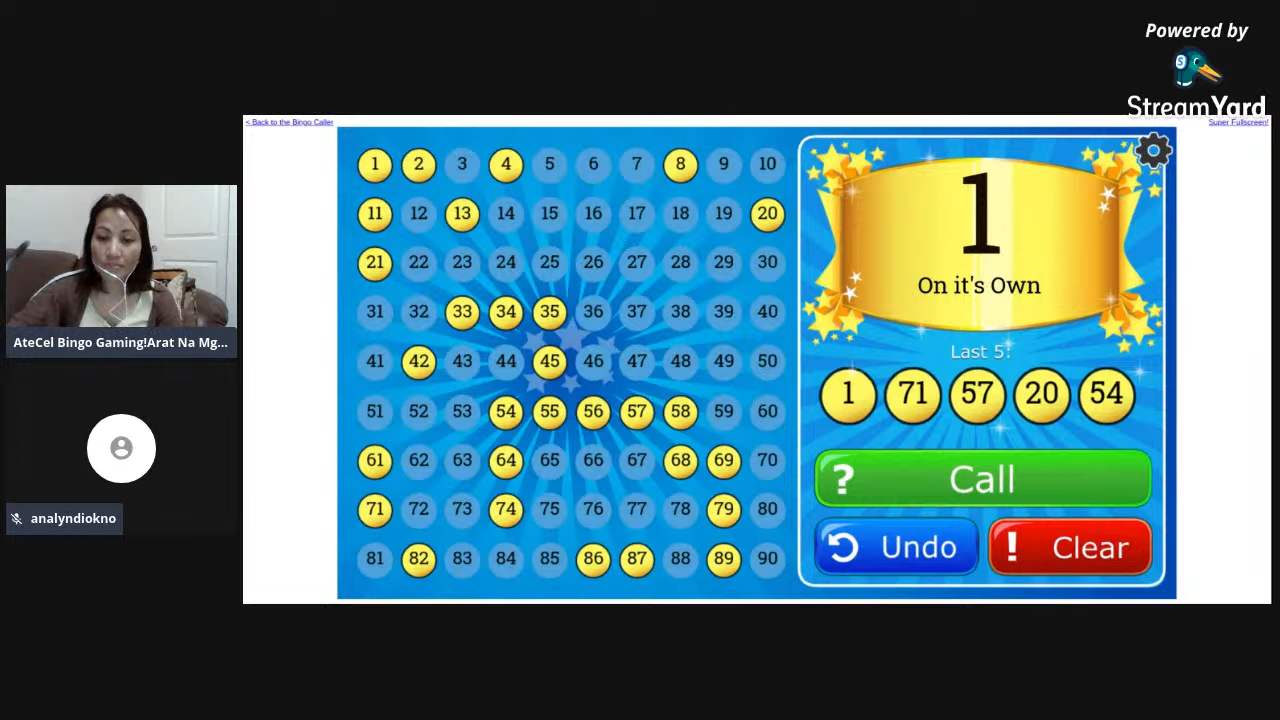 Powered by
StreamYard
< Back to the Bingo Caller
Super Fullscreen!
1 2 3 4 5 6 7 8 9 10
11 12 13 14 15 16 17 18 19 20
21 22 23 24 25 26 27 28 29 30
31 32 33 34 35 36 37 38 39 40
41 42 43 44 45 46 47 48 49 50
51 52 53 54 55 56 57 58 59 60
61 62 63 64 65 66 67 68 69 70
71 72 73 74 75 76 77 78 79 80
81 82 83 84 85 86 87 88 89 90
1
On it's Own
Last 5:
1 71 57 20 54
? Call
Undo
! Clear
AteCel Bingo Gaming!Arat Na Mg...
analyndiokno